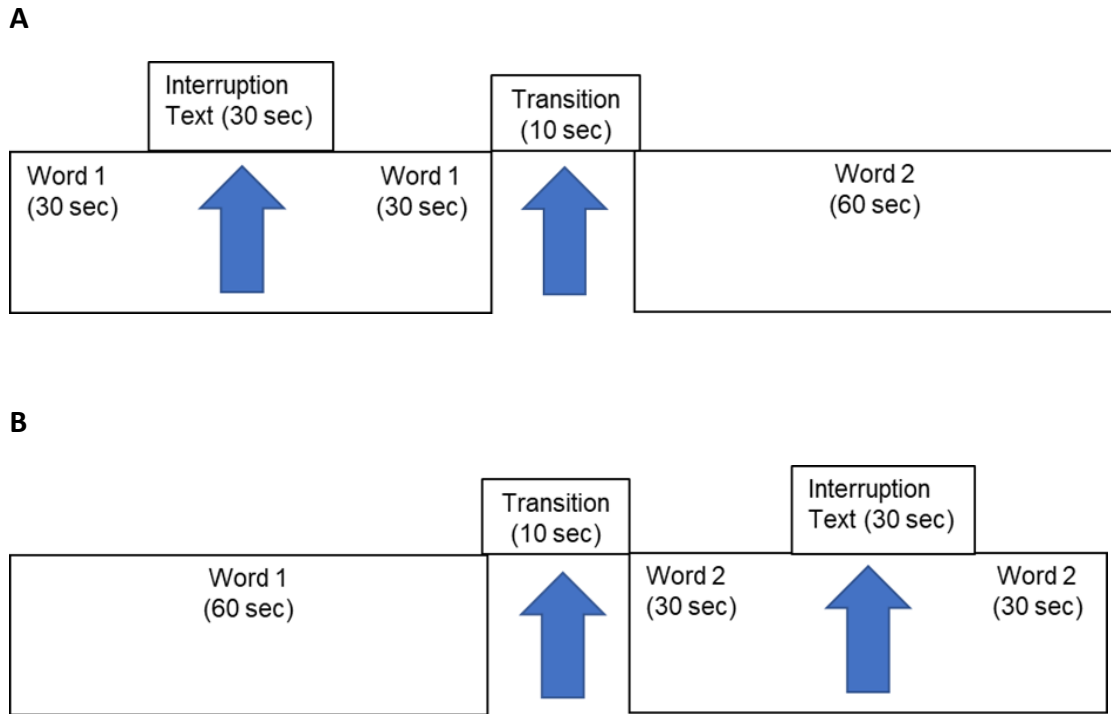 A
Interruption
Text (30 sec)
Transition
(10 sec)
Word 1
(30 sec)
Word 1
(30 sec)
Word 2
(60 sec)
B
Transition
(10 sec)
Interruption
Text (30 sec)
Word 1
(60 sec)
Word 2
(30 sec)
Word 2
(30 sec)